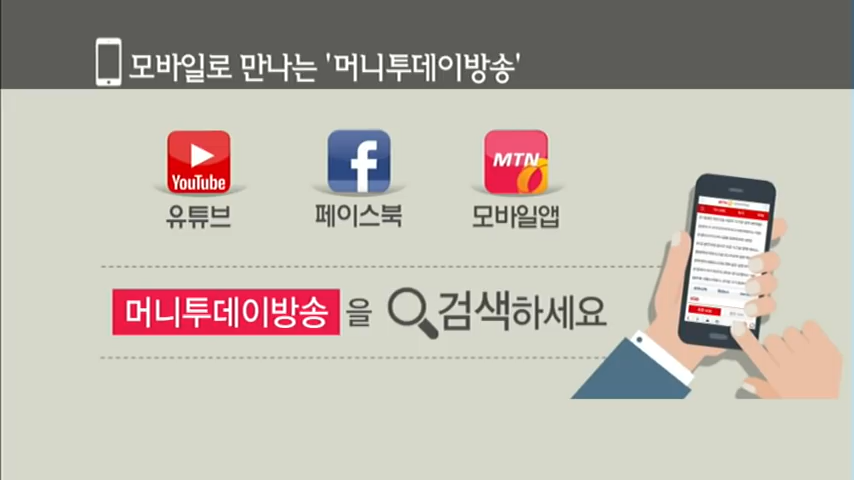 모바일로 만나는 '머니투데이방송'
YouTube
MTN
유튜브
페이스북
모바일앱
머니투데이방송을 검색하세요